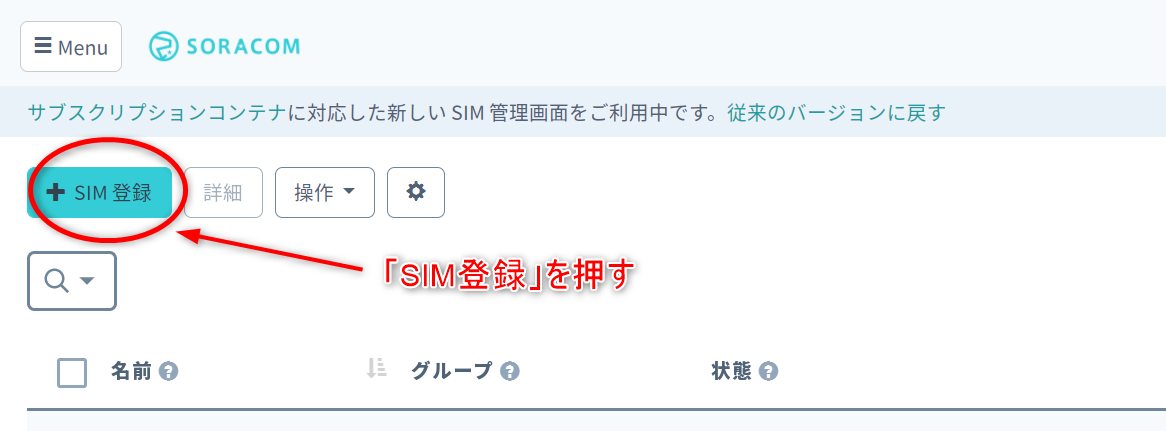 Menu SORACOM
サブスクリプションコンテナに対応した新しい SIM 管理画面をご利用中です。従来のバージョンに戻す
SIM 登録 詳細 操作
「SIM登録」を押す
名前 グループ 状態